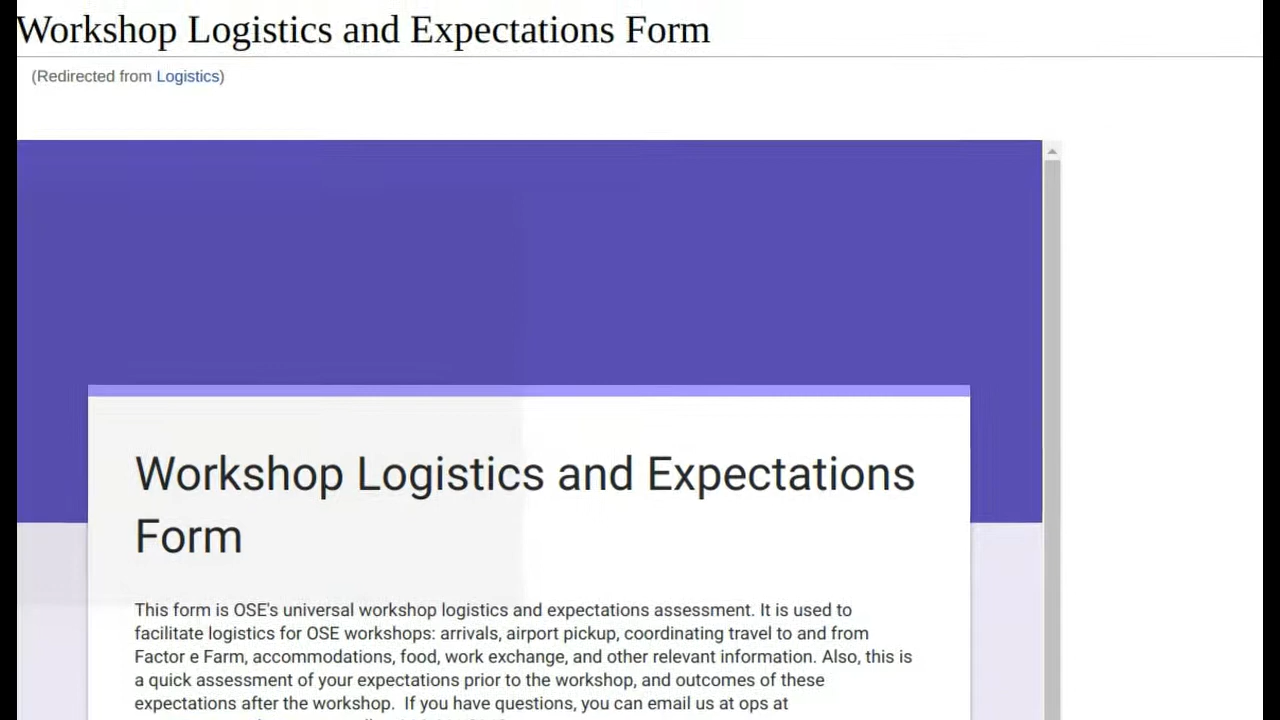 Workshop Logistics and Expectations Form
(Redirected from Logistics)
Workshop Logistics and Expectations
Form
This form is OSE's universal workshop logistics and expectations assessment. It is used to
facilitate logistics for OSE workshops: arrivals, airport pickup, coordinating travel to and from
Factor e Farm, accommodations, food, work exchange, and other relevant information. Also, this is
a quick assessment of your expectations prior to the workshop, and outcomes of these
expectations after the workshop. If you have questions, you can email us at ops at